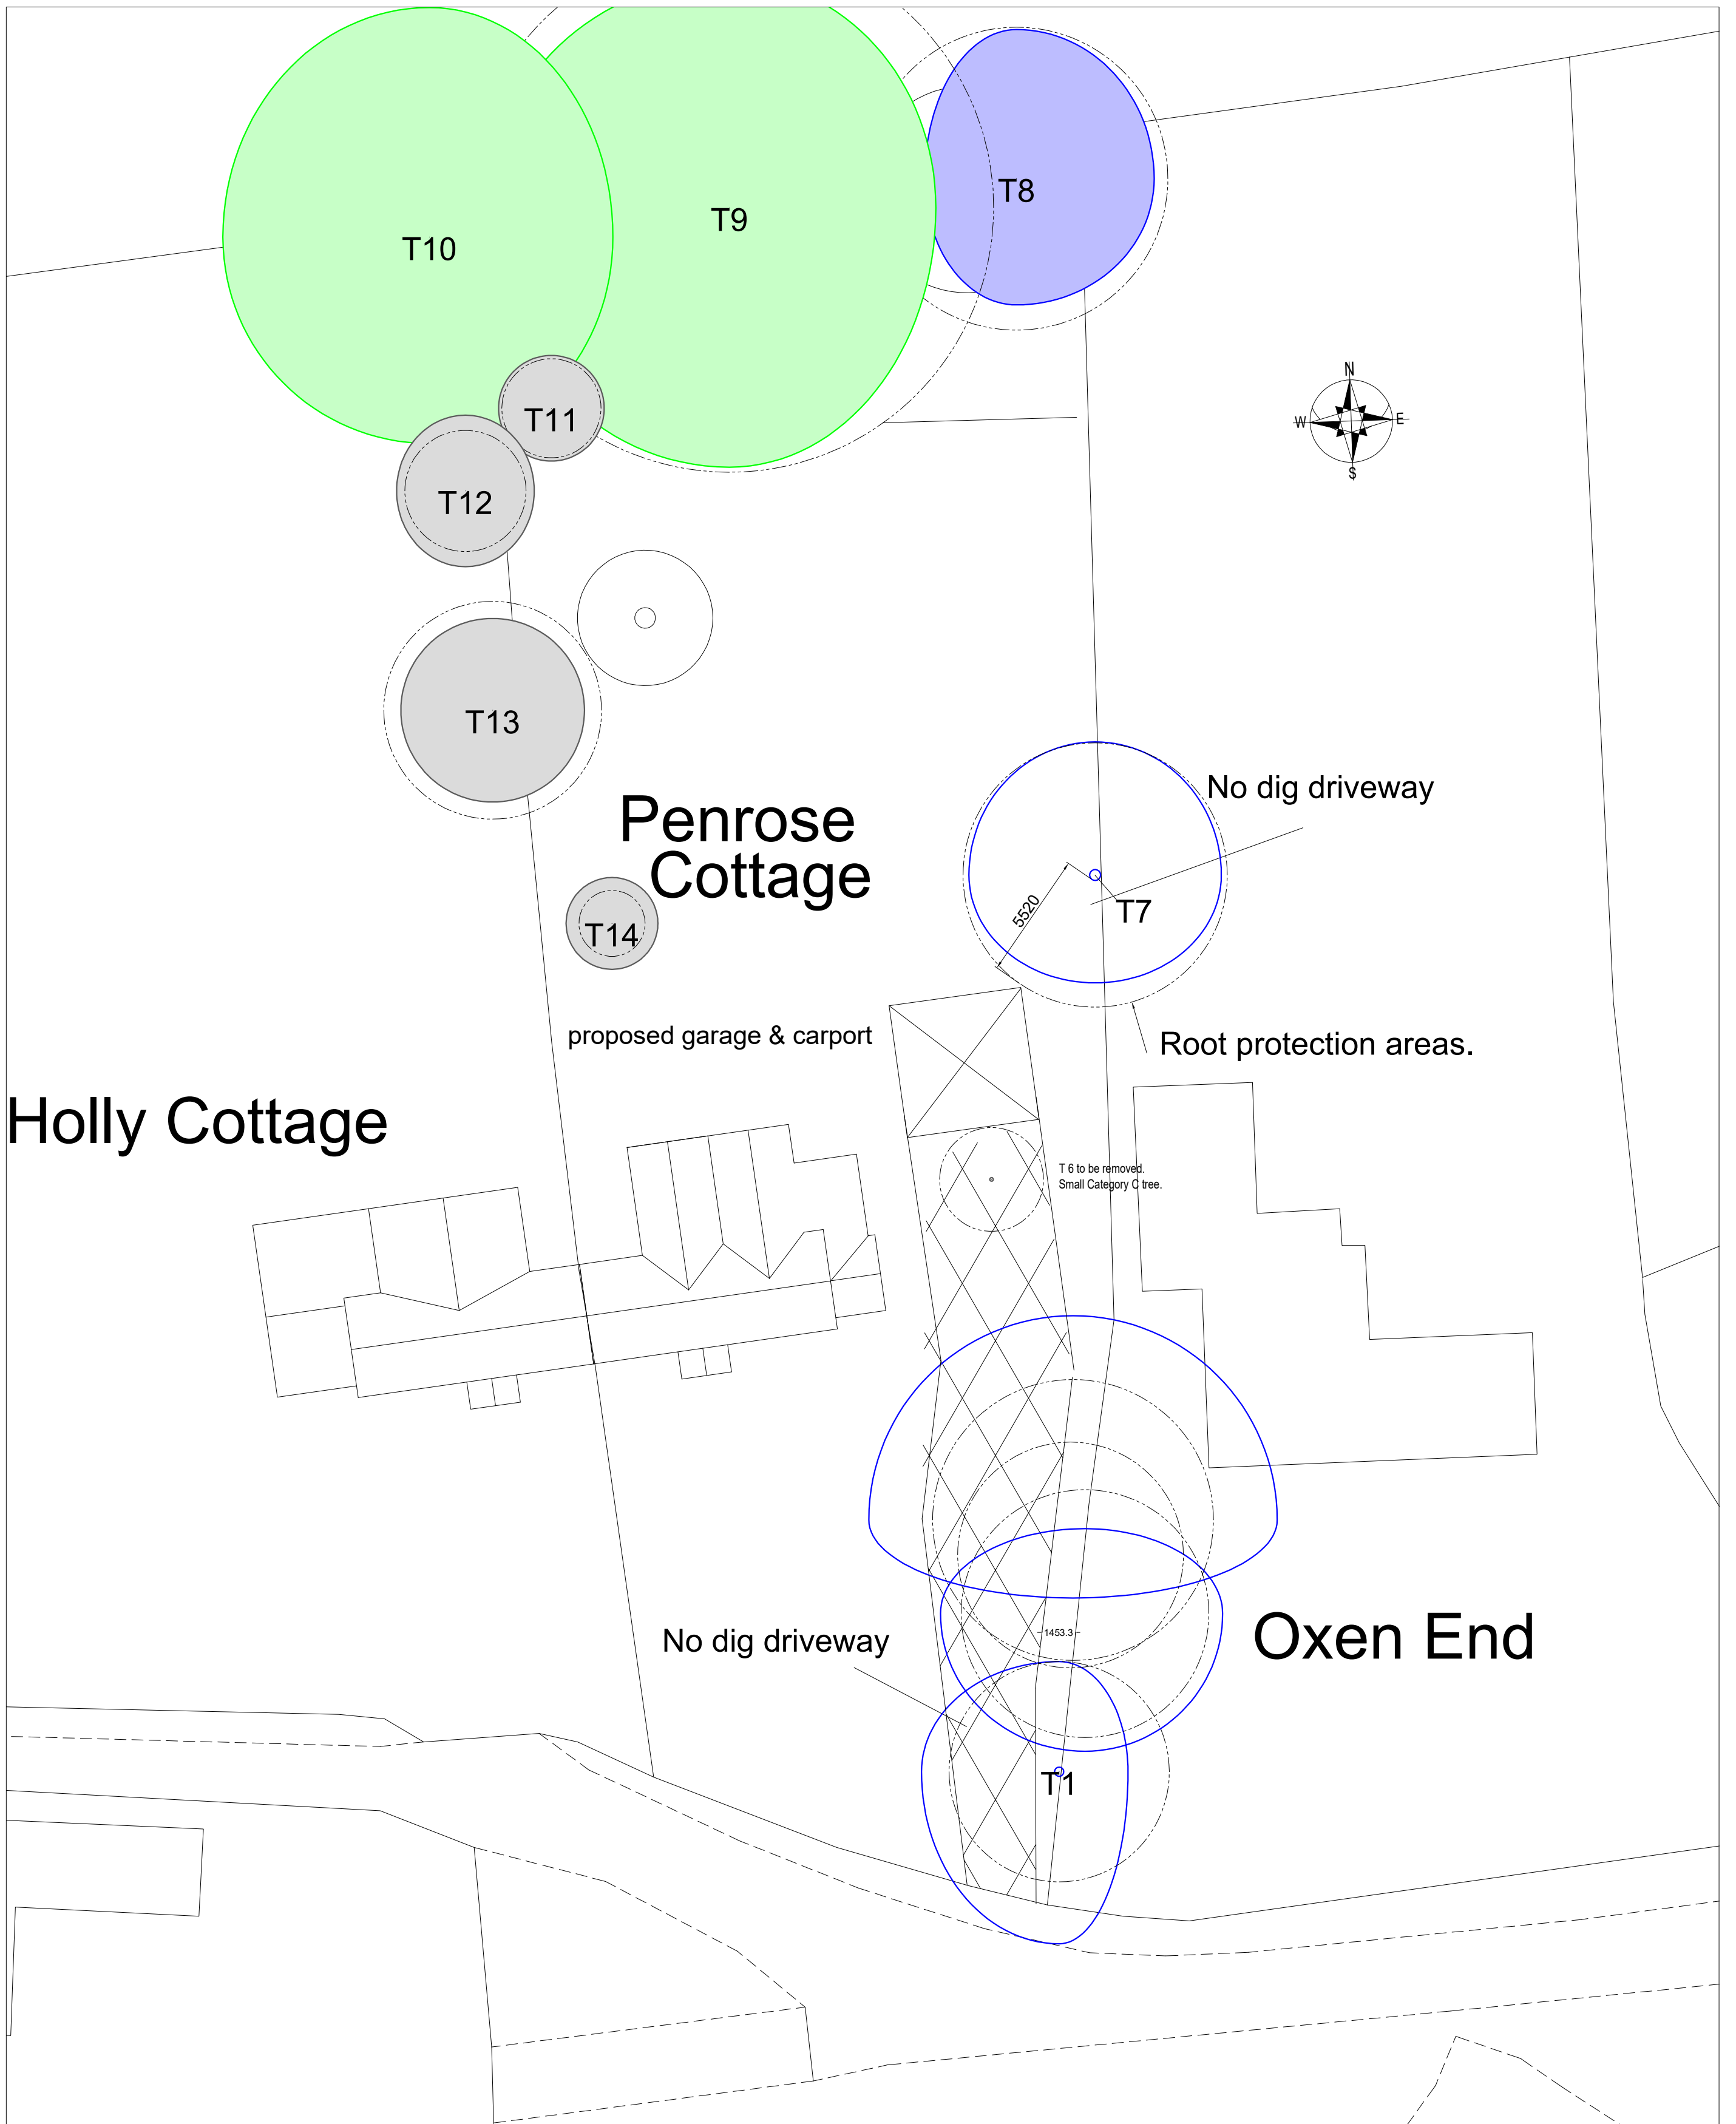 T8
T9
T10
N
W
E
S
T11
T12
T13
No dig driveway
Penrose
Cottage
5520
T7
T14
proposed garage & carport
Root protection areas.
Holly Cottage
T 6 to be removed.
Small Category C tree.
Oxen End
1453.3
No dig driveway
T1